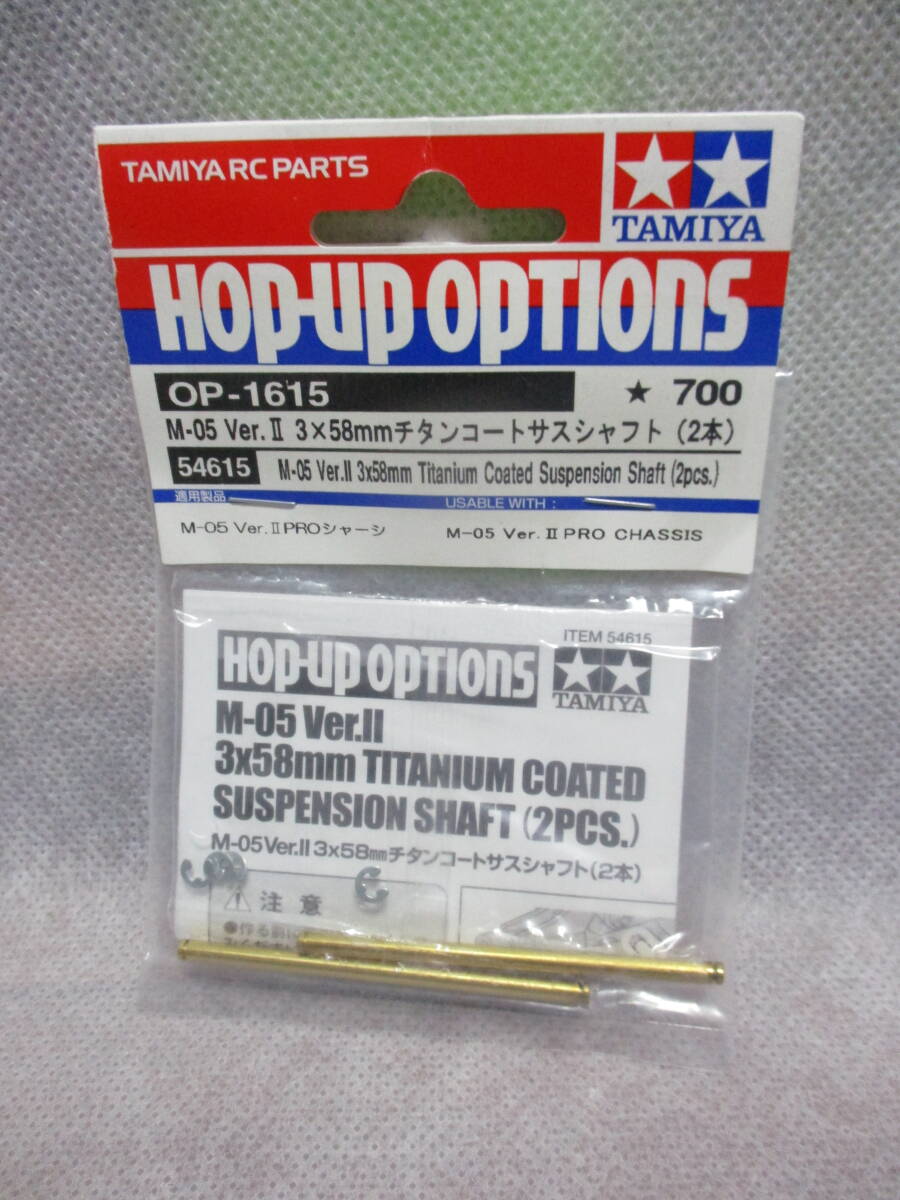 TAMIYA RC PARTS
TAMIYA
HOP-UP OPTIONS
OP-1615
★ 700
M-05 Ver.Ⅱ 3×58mmチタンコートサスシャフト(2本)
54615 M-05 Ver.II 3x58mm Titanium Coated Suspension Shaft (2pcs.)
適用製品
USABLE WITH :
M-05 Ver.ⅡPROシャーシ
M-05 Ver.ⅡPRO CHASSIS
ITEM 54615
HOP-UP OPTIONS
TAMIYA
M-05 Ver.II
3x58mm TITANIUM COATED
SUSPENSION SHAFT (2PCS.)
M-05Ver.II 3x58mmチタンコートサスシャフト(2本)
注意
●作る前に